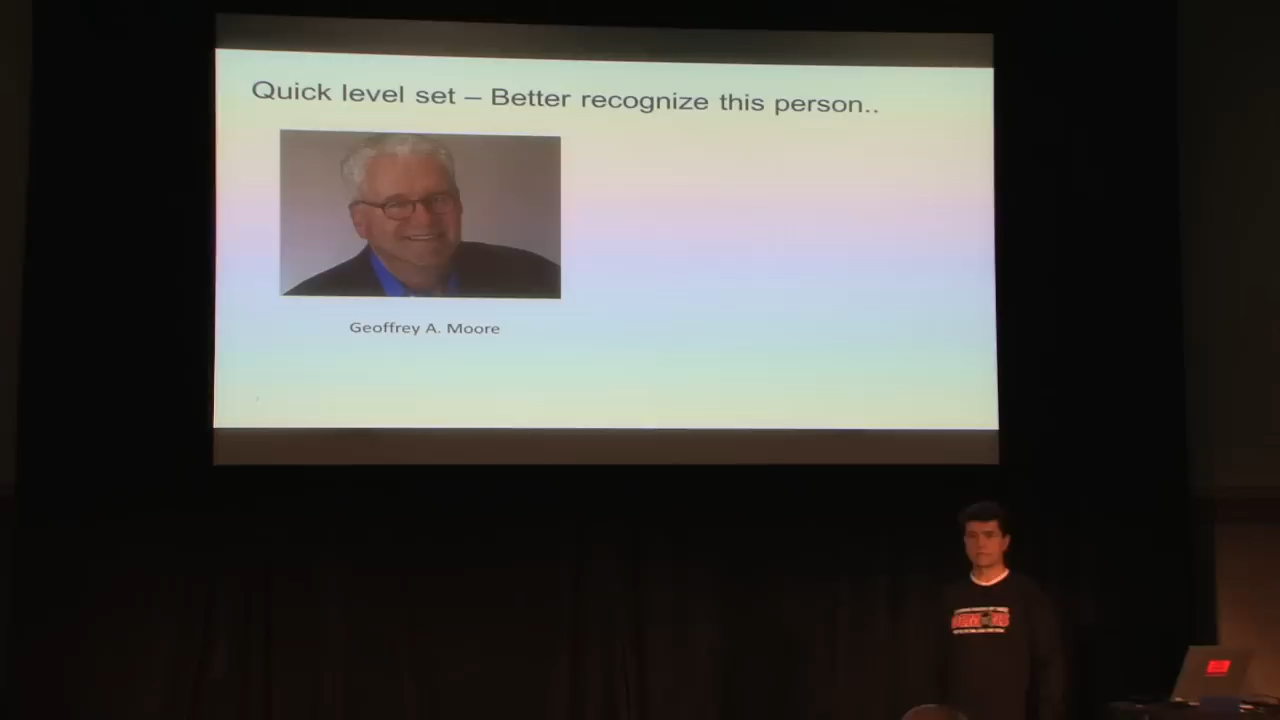 Quick level set – Better recognize this person..
Geoffrey A. Moore